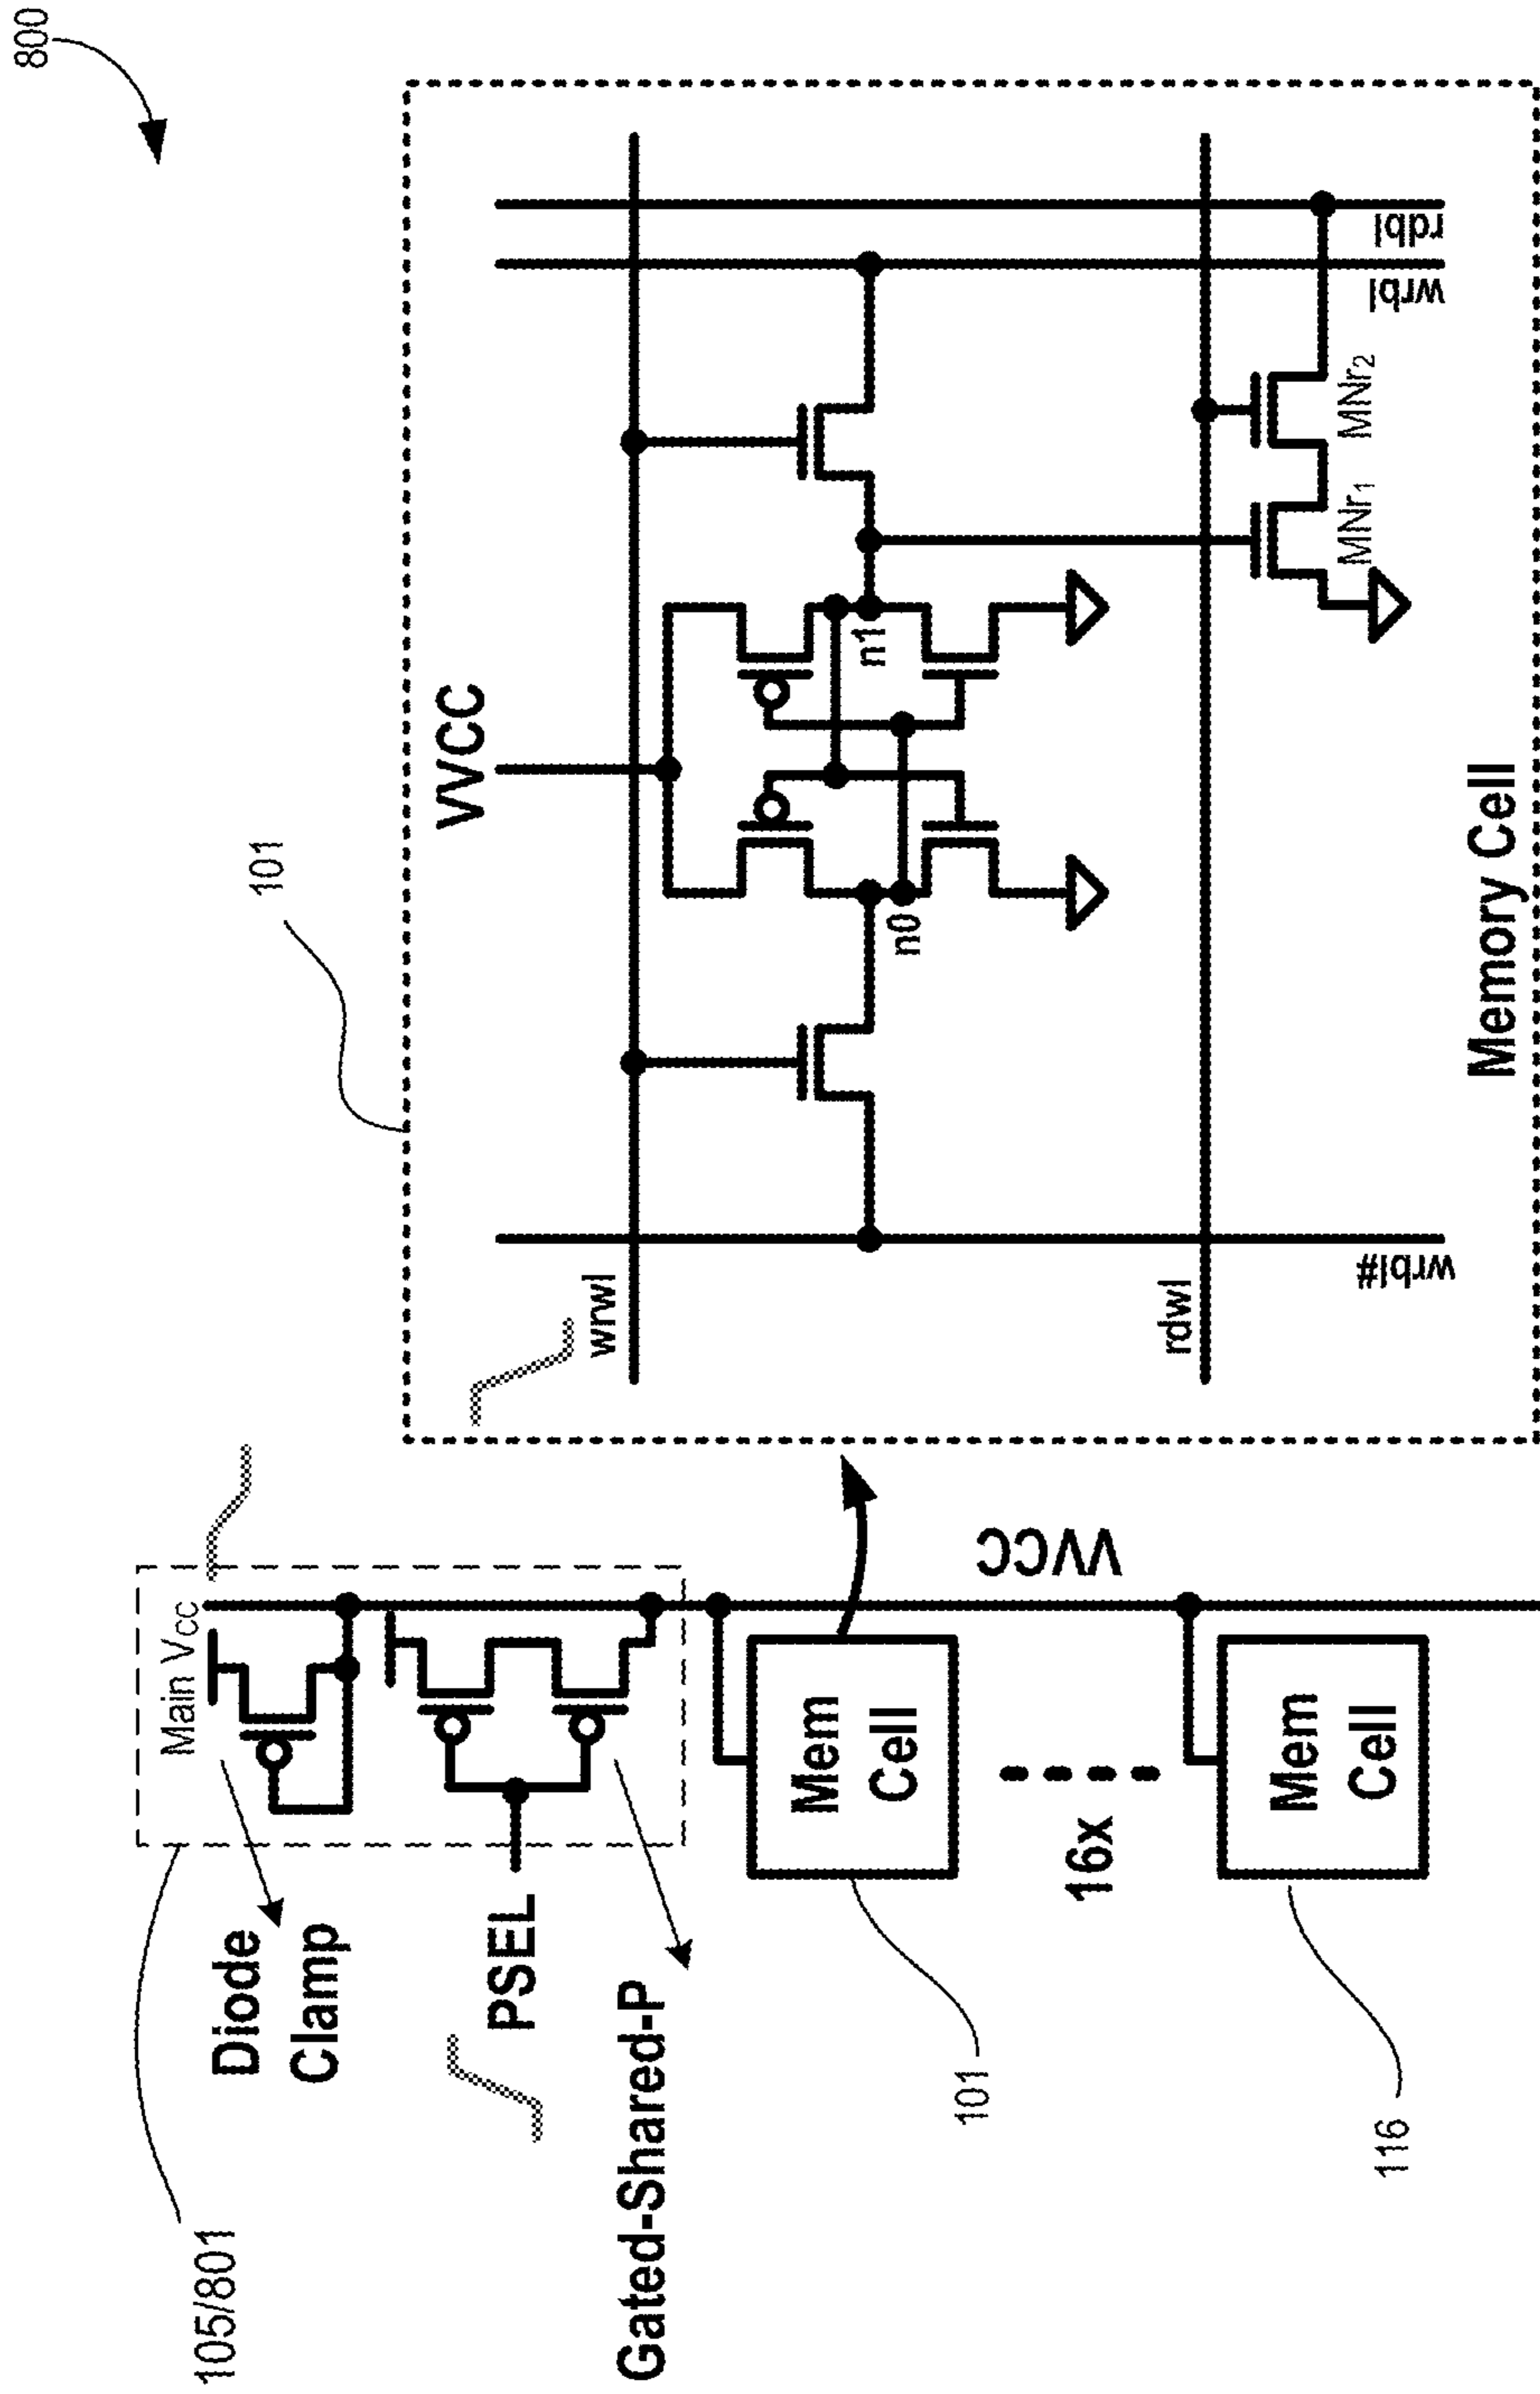 800
101
VVCC
wrwl
n0
n1
rdwl
wrbl#
wrbl
rdbl
MNr1
MNr2
Memory Cell
105/801
Main Vcc
Diode
Clamp
PSEL
Gated-Shared-P
VVCC
Mem
Cell
101
16x
Mem
Cell
116